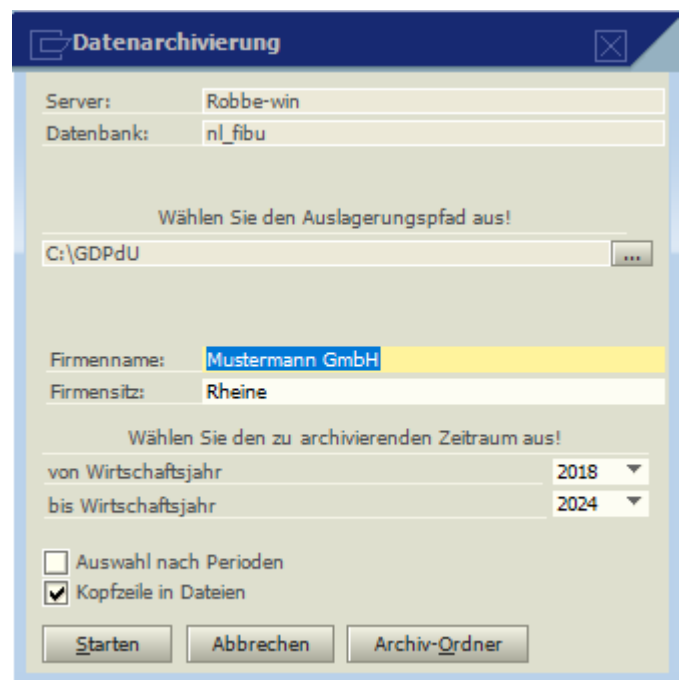 Datenarchivierung
Server: Robbe-win
Datenbank: nl_fibu
Wählen Sie den Auslagerungspfad aus!
C:\GDPdU ...
Firmenname: Mustermann GmbH
Firmensitz: Rheine
Wählen Sie den zu archivierenden Zeitraum aus!
von Wirtschaftsjahr 2018
bis Wirtschaftsjahr 2024
Auswahl nach Perioden
Kopfzeile in Dateien
Starten Abbrechen Archiv-Ordner